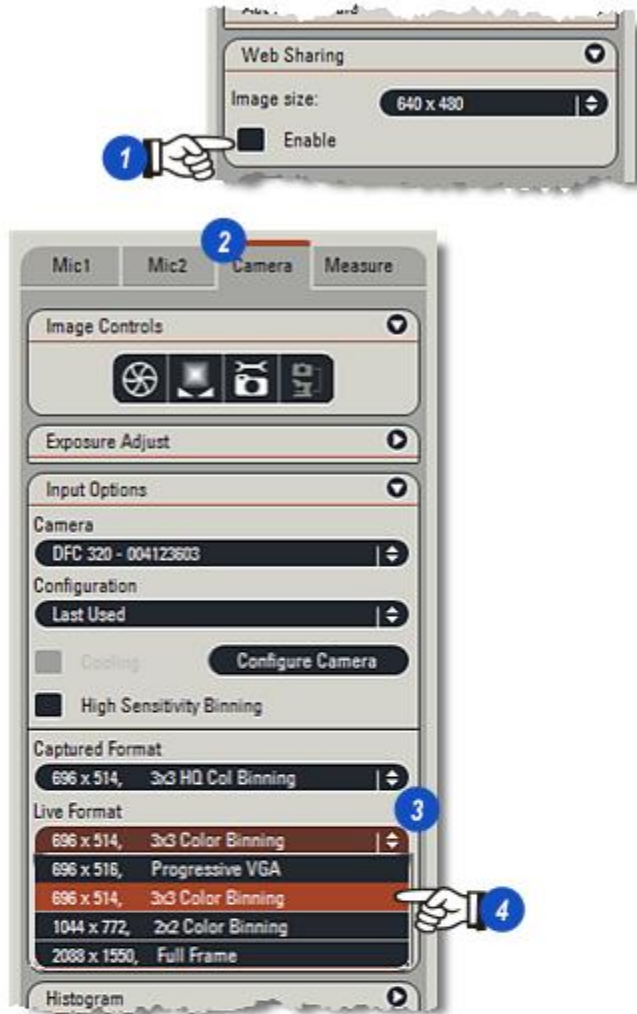 Web Sharing
Image size: 640 x 480
1 Enable
2
Mic1 Mic2 Camera Measure
Image Controls
Exposure Adjust
Input Options
Camera
DFC 320 - 004123603
Configuration
Last Used
Cooling Configure Camera
High Sensitivity Binning
Captured Format
696 x 514, 3x3 HQ Col Binning
3
Live Format
696 x 514, 3x3 Color Binning
696 x 516, Progressive VGA
696 x 514, 3x3 Color Binning
4
1044 x 772, 2x2 Color Binning
2088 x 1550, Full Frame
Histogram